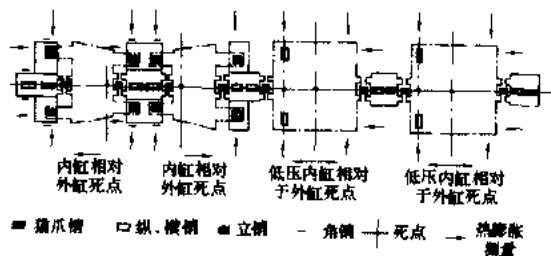 内缸相对
外缸死点
内缸相对
外缸死点
低压内缸相对
于外缸死点
低压内缸相对
于外缸死点
猫爪销 纵、横销 立销 角销 死点 热膨胀
测量